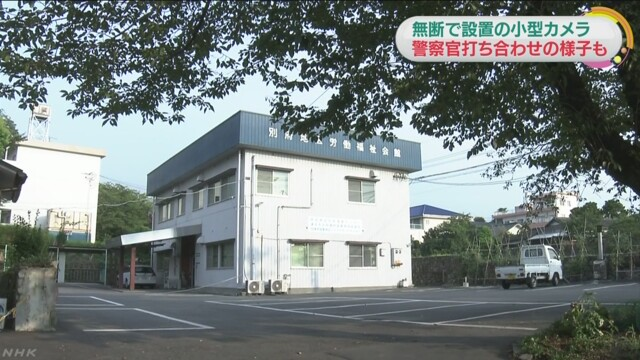 無断で設置の小型カメラ
警察官打ち合わせの様子も
別府地区労働福祉会館
NHK